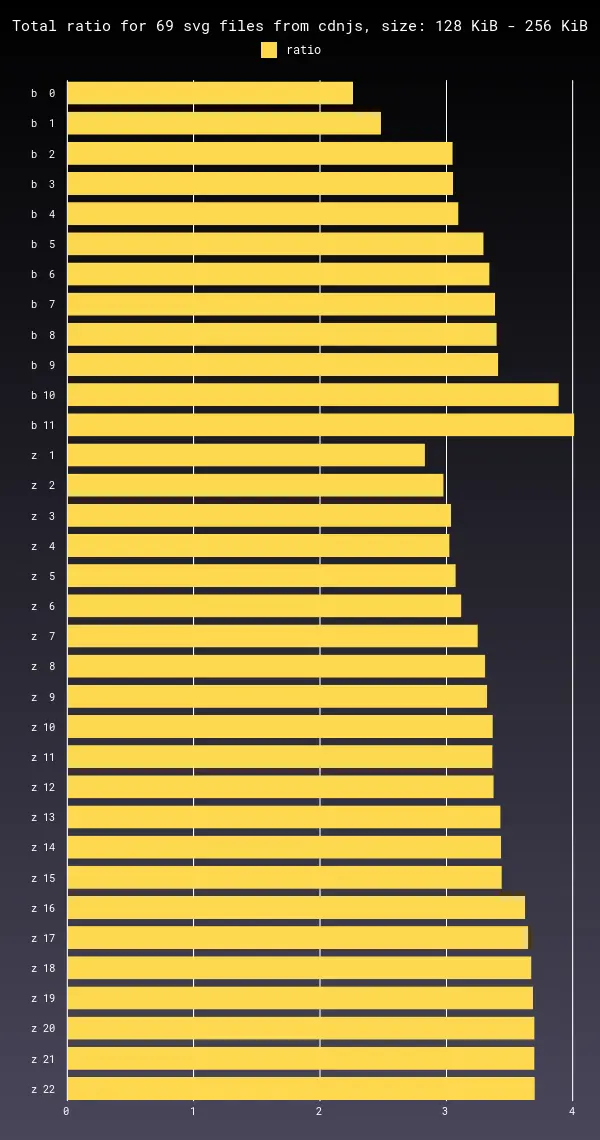 Total ratio for 69 svg files from cdnjs, size: 128 KiB - 256 KiB
ratio
b 0
b 1
b 2
b 3
b 4
b 5
b 6
b 7
b 8
b 9
b 10
b 11
z 1
z 2
z 3
z 4
z 5
z 6
z 7
z 8
z 9
z 10
z 11
z 12
z 13
z 14
z 15
z 16
z 17
z 18
z 19
z 20
z 21
z 22
0 1 2 3 4